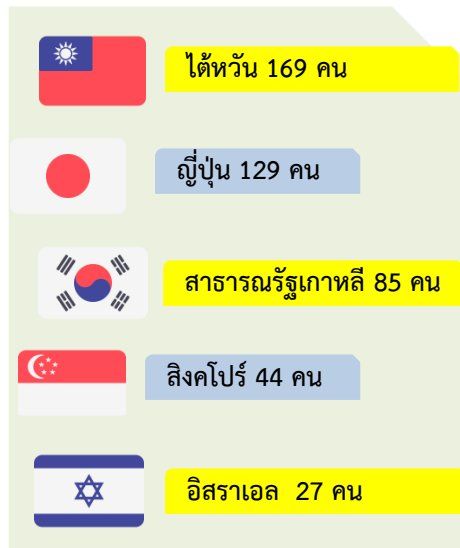 ไต้หวัน 169 คน
ญี่ปุ่น 129 คน
สาธารณรัฐเกาหลี 85 คน
สิงคโปร์ 44 คน
อิสราเอล 27 คน